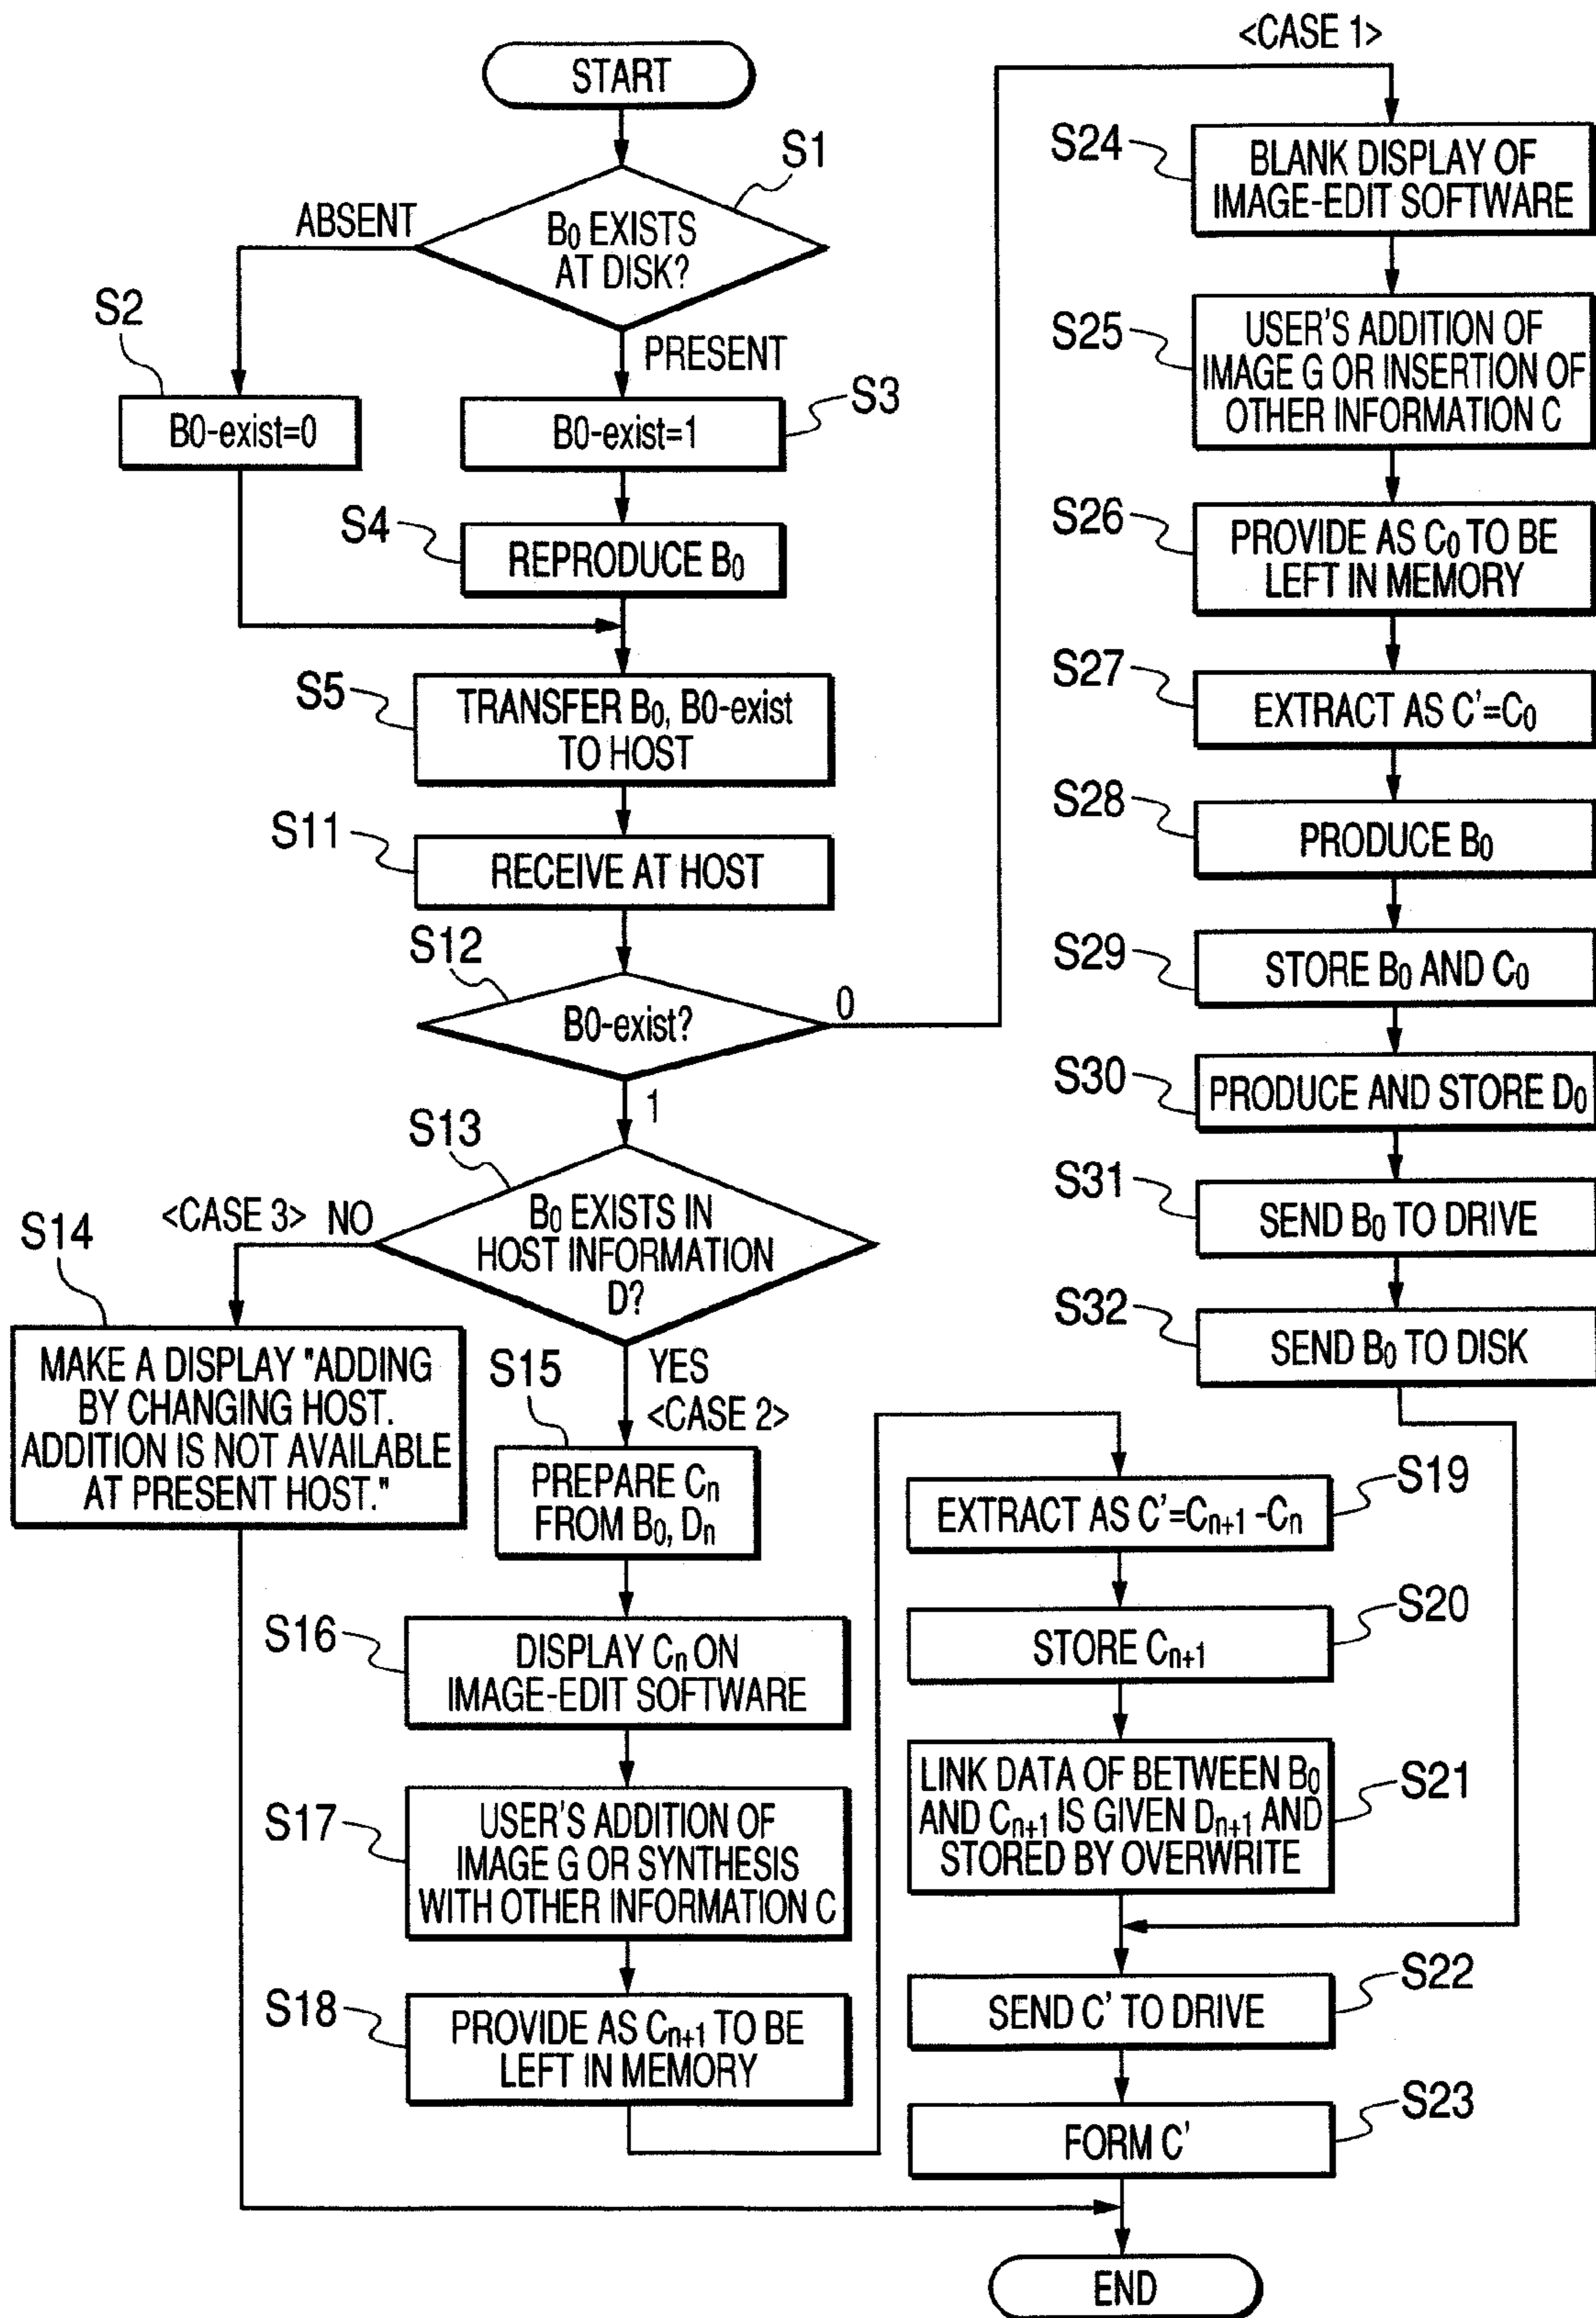 START
S1
B₀ EXISTS
AT DISK?
ABSENT
PRESENT
S2
B0-exist=0
S3
B0-exist=1
S4
REPRODUCE B₀
S5
TRANSFER B₀, B0-exist
TO HOST
S11
RECEIVE AT HOST
S12
B0-exist?
0
1
S13
B₀ EXISTS IN
HOST INFORMATION
D?
<CASE 3> NO
S14
MAKE A DISPLAY "ADDING
BY CHANGING HOST.
ADDITION IS NOT AVAILABLE
AT PRESENT HOST."
YES
<CASE 2>
S15
PREPARE Cₙ
FROM B₀, Dₙ
S16
DISPLAY Cₙ ON
IMAGE-EDIT SOFTWARE
S17
USER'S ADDITION OF
IMAGE G OR SYNTHESIS
WITH OTHER INFORMATION C
S18
PROVIDE AS Cₙ₊₁ TO BE
LEFT IN MEMORY
S19
EXTRACT AS C'=Cₙ₊₁ -Cₙ
S20
STORE Cₙ₊₁
S21
LINK DATA OF BETWEEN B₀
AND Cₙ₊₁ IS GIVEN Dₙ₊₁ AND
STORED BY OVERWRITE
S22
SEND C' TO DRIVE
S23
FORM C'
END
<CASE 1>
S24
BLANK DISPLAY OF
IMAGE-EDIT SOFTWARE
S25
USER'S ADDITION OF
IMAGE G OR INSERTION OF
OTHER INFORMATION C
S26
PROVIDE AS C₀ TO BE
LEFT IN MEMORY
S27
EXTRACT AS C'=C₀
S28
PRODUCE B₀
S29
STORE B₀ AND C₀
S30
PRODUCE AND STORE D₀
S31
SEND B₀ TO DRIVE
S32
SEND B₀ TO DISK